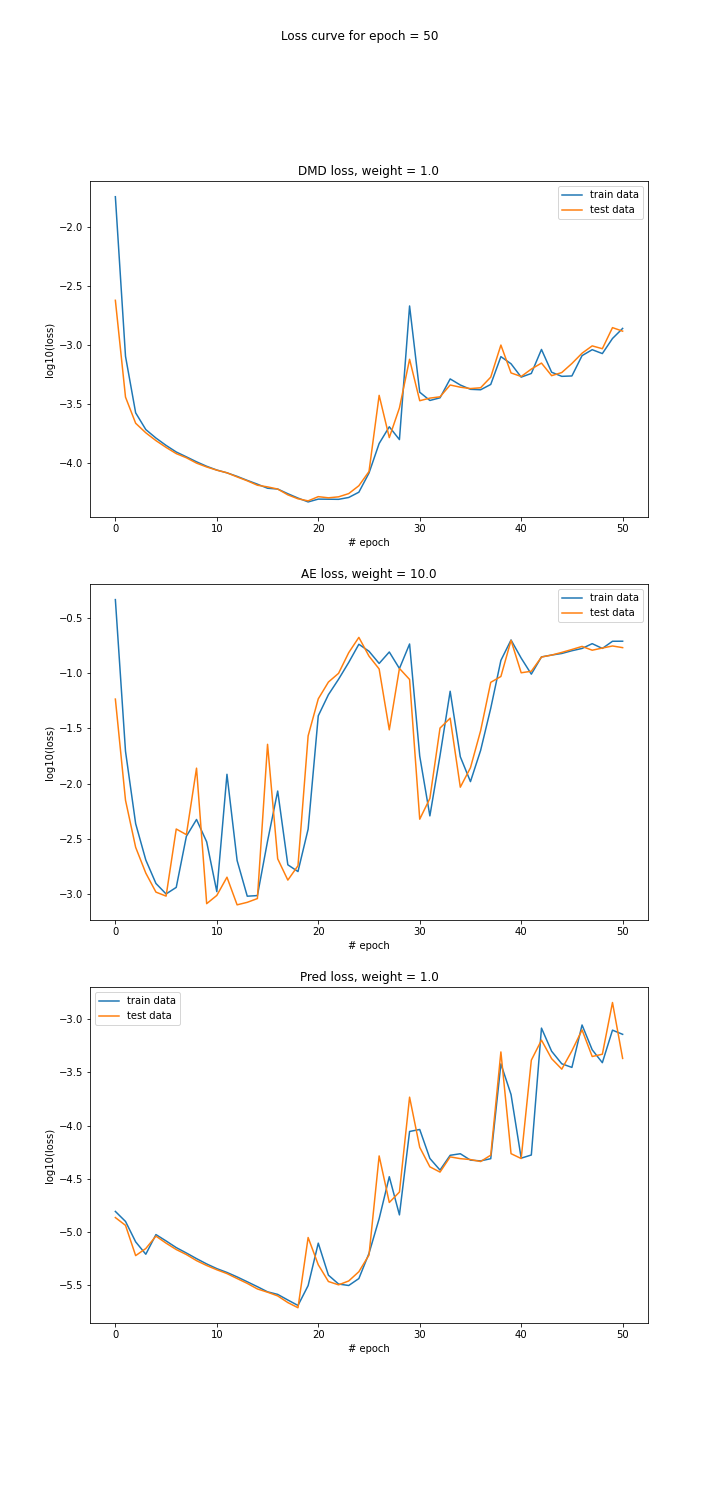 Loss curve for epoch = 50
DMD loss, weight = 1.0
train data
test data
−2.0
−2.5
−3.0
−3.5
−4.0
log10(loss)
0 10 20 30 40 50
# epoch
AE loss, weight = 10.0
train data
test data
−0.5
−1.0
−1.5
−2.0
−2.5
−3.0
log10(loss)
0 10 20 30 40 50
# epoch
Pred loss, weight = 1.0
train data
test data
−3.0
−3.5
−4.0
−4.5
−5.0
−5.5
log10(loss)
0 10 20 30 40 50
# epoch